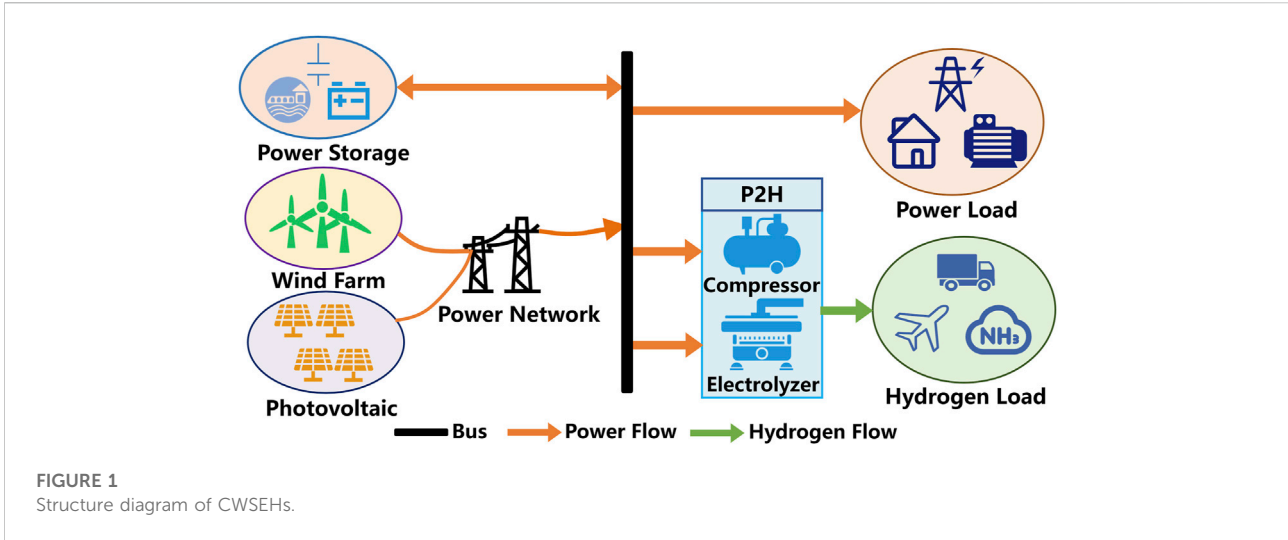 Power Storage
Wind Farm
Photovoltaic
Power Network
P2H
Compressor
Electrolyzer
Power Load
NH₃
Hydrogen Load
Bus
Power Flow
Hydrogen Flow
FIGURE 1
Structure diagram of CWSEHs.